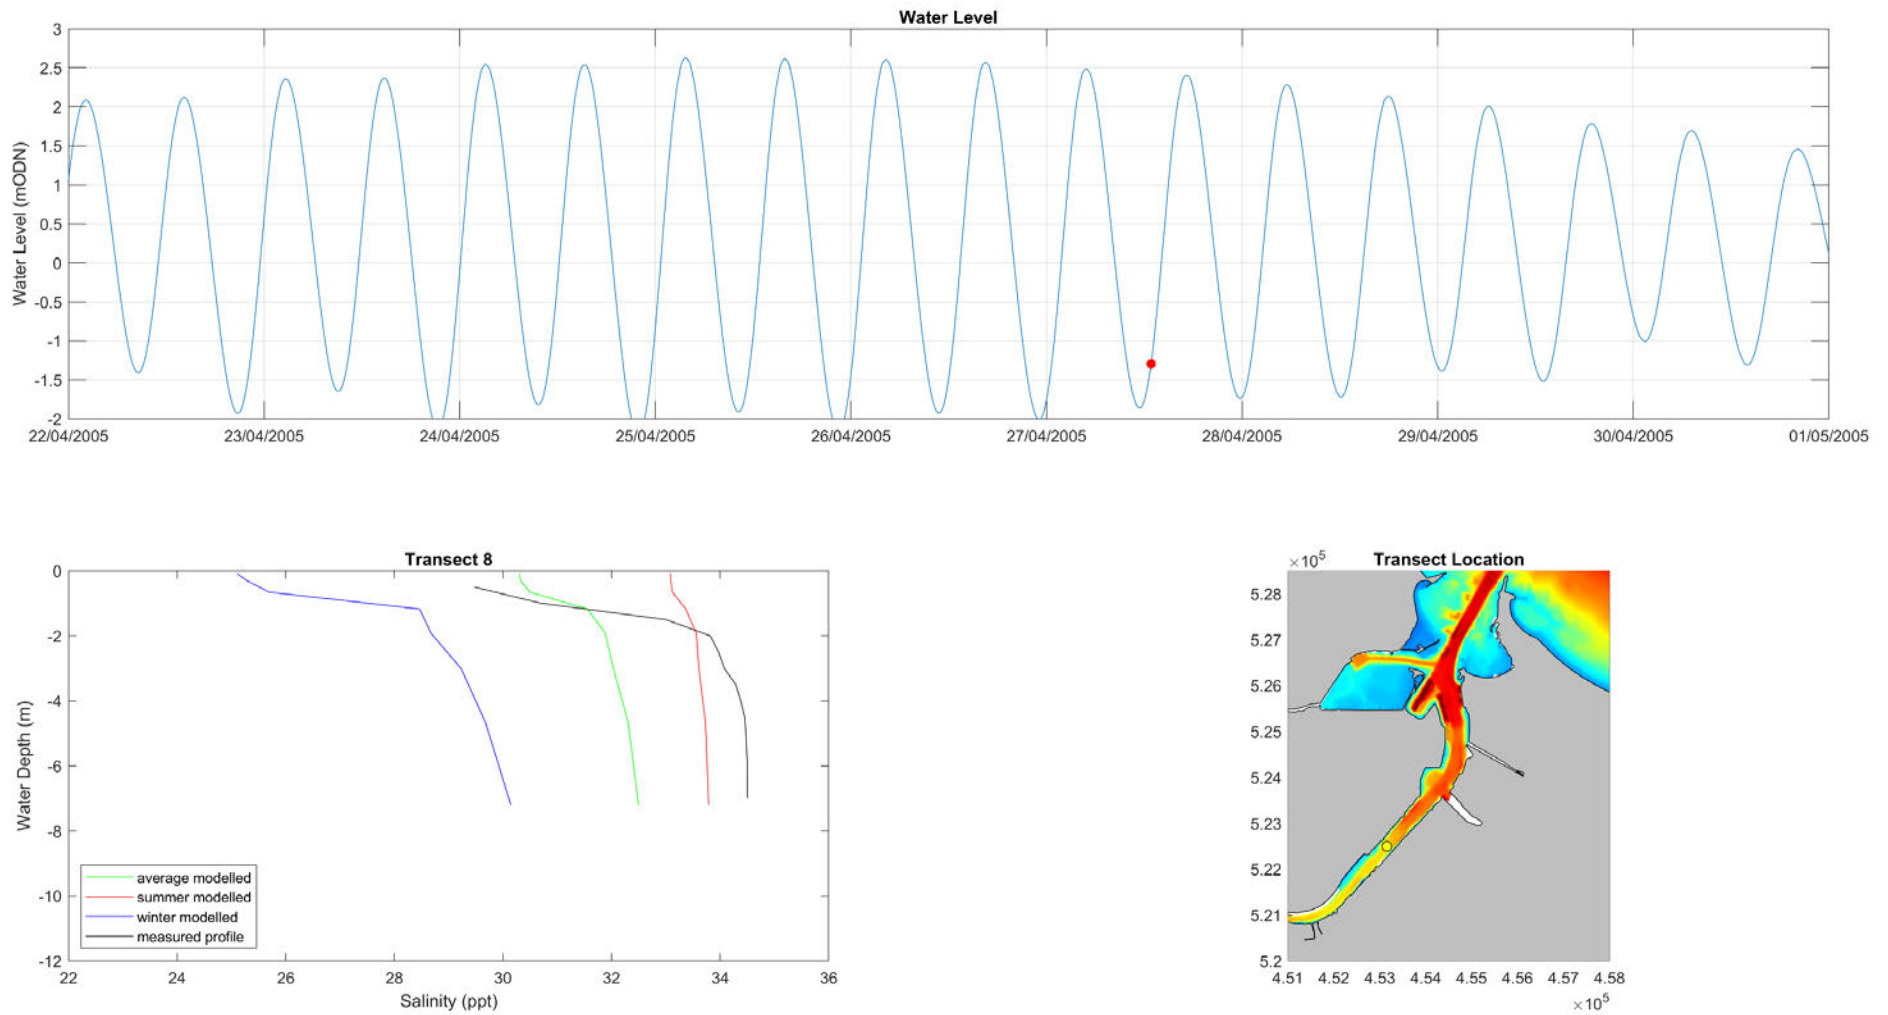 Water Level
Water Level (mODN)
3
2.5
2
1.5
1
0.5
0
-0.5
-1
-1.5
-2
22/04/2005 23/04/2005 24/04/2005 25/04/2005 26/04/2005 27/04/2005 28/04/2005 29/04/2005 30/04/2005 01/05/2005
Transect 8
Water Depth (m)
0
-2
-4
-6
-8
-10
-12
average modelled
summer modelled
winter modelled
measured profile
22 24 26 28 30 32 34 36
Salinity (ppt)
×10⁵ Transect Location
5.28
5.27
5.26
5.25
5.24
5.23
5.22
5.21
5.2
4.51 4.52 4.53 4.54 4.55 4.56 4.57 4.58
×10⁵